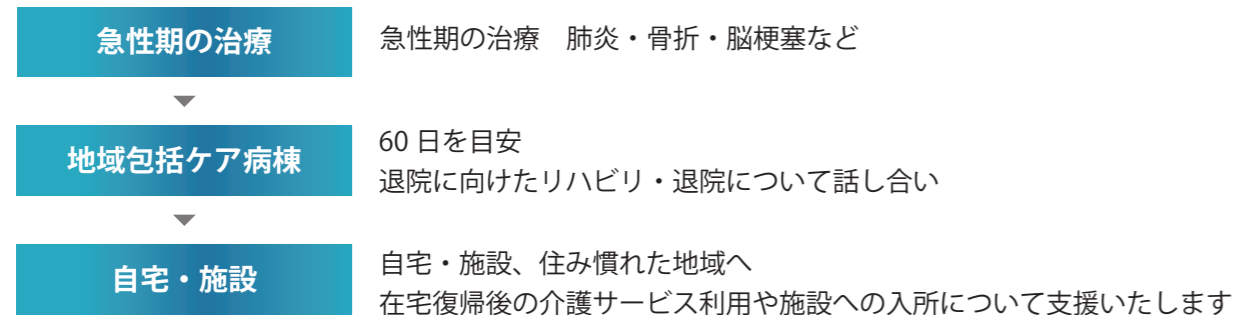 急性期の治療
急性期の治療　肺炎・骨折・脳梗塞など
地域包括ケア病棟
60 日を目安
退院に向けたリハビリ・退院について話し合い
自宅・施設
自宅・施設、住み慣れた地域へ
在宅復帰後の介護サービス利用や施設への入所について支援いたします